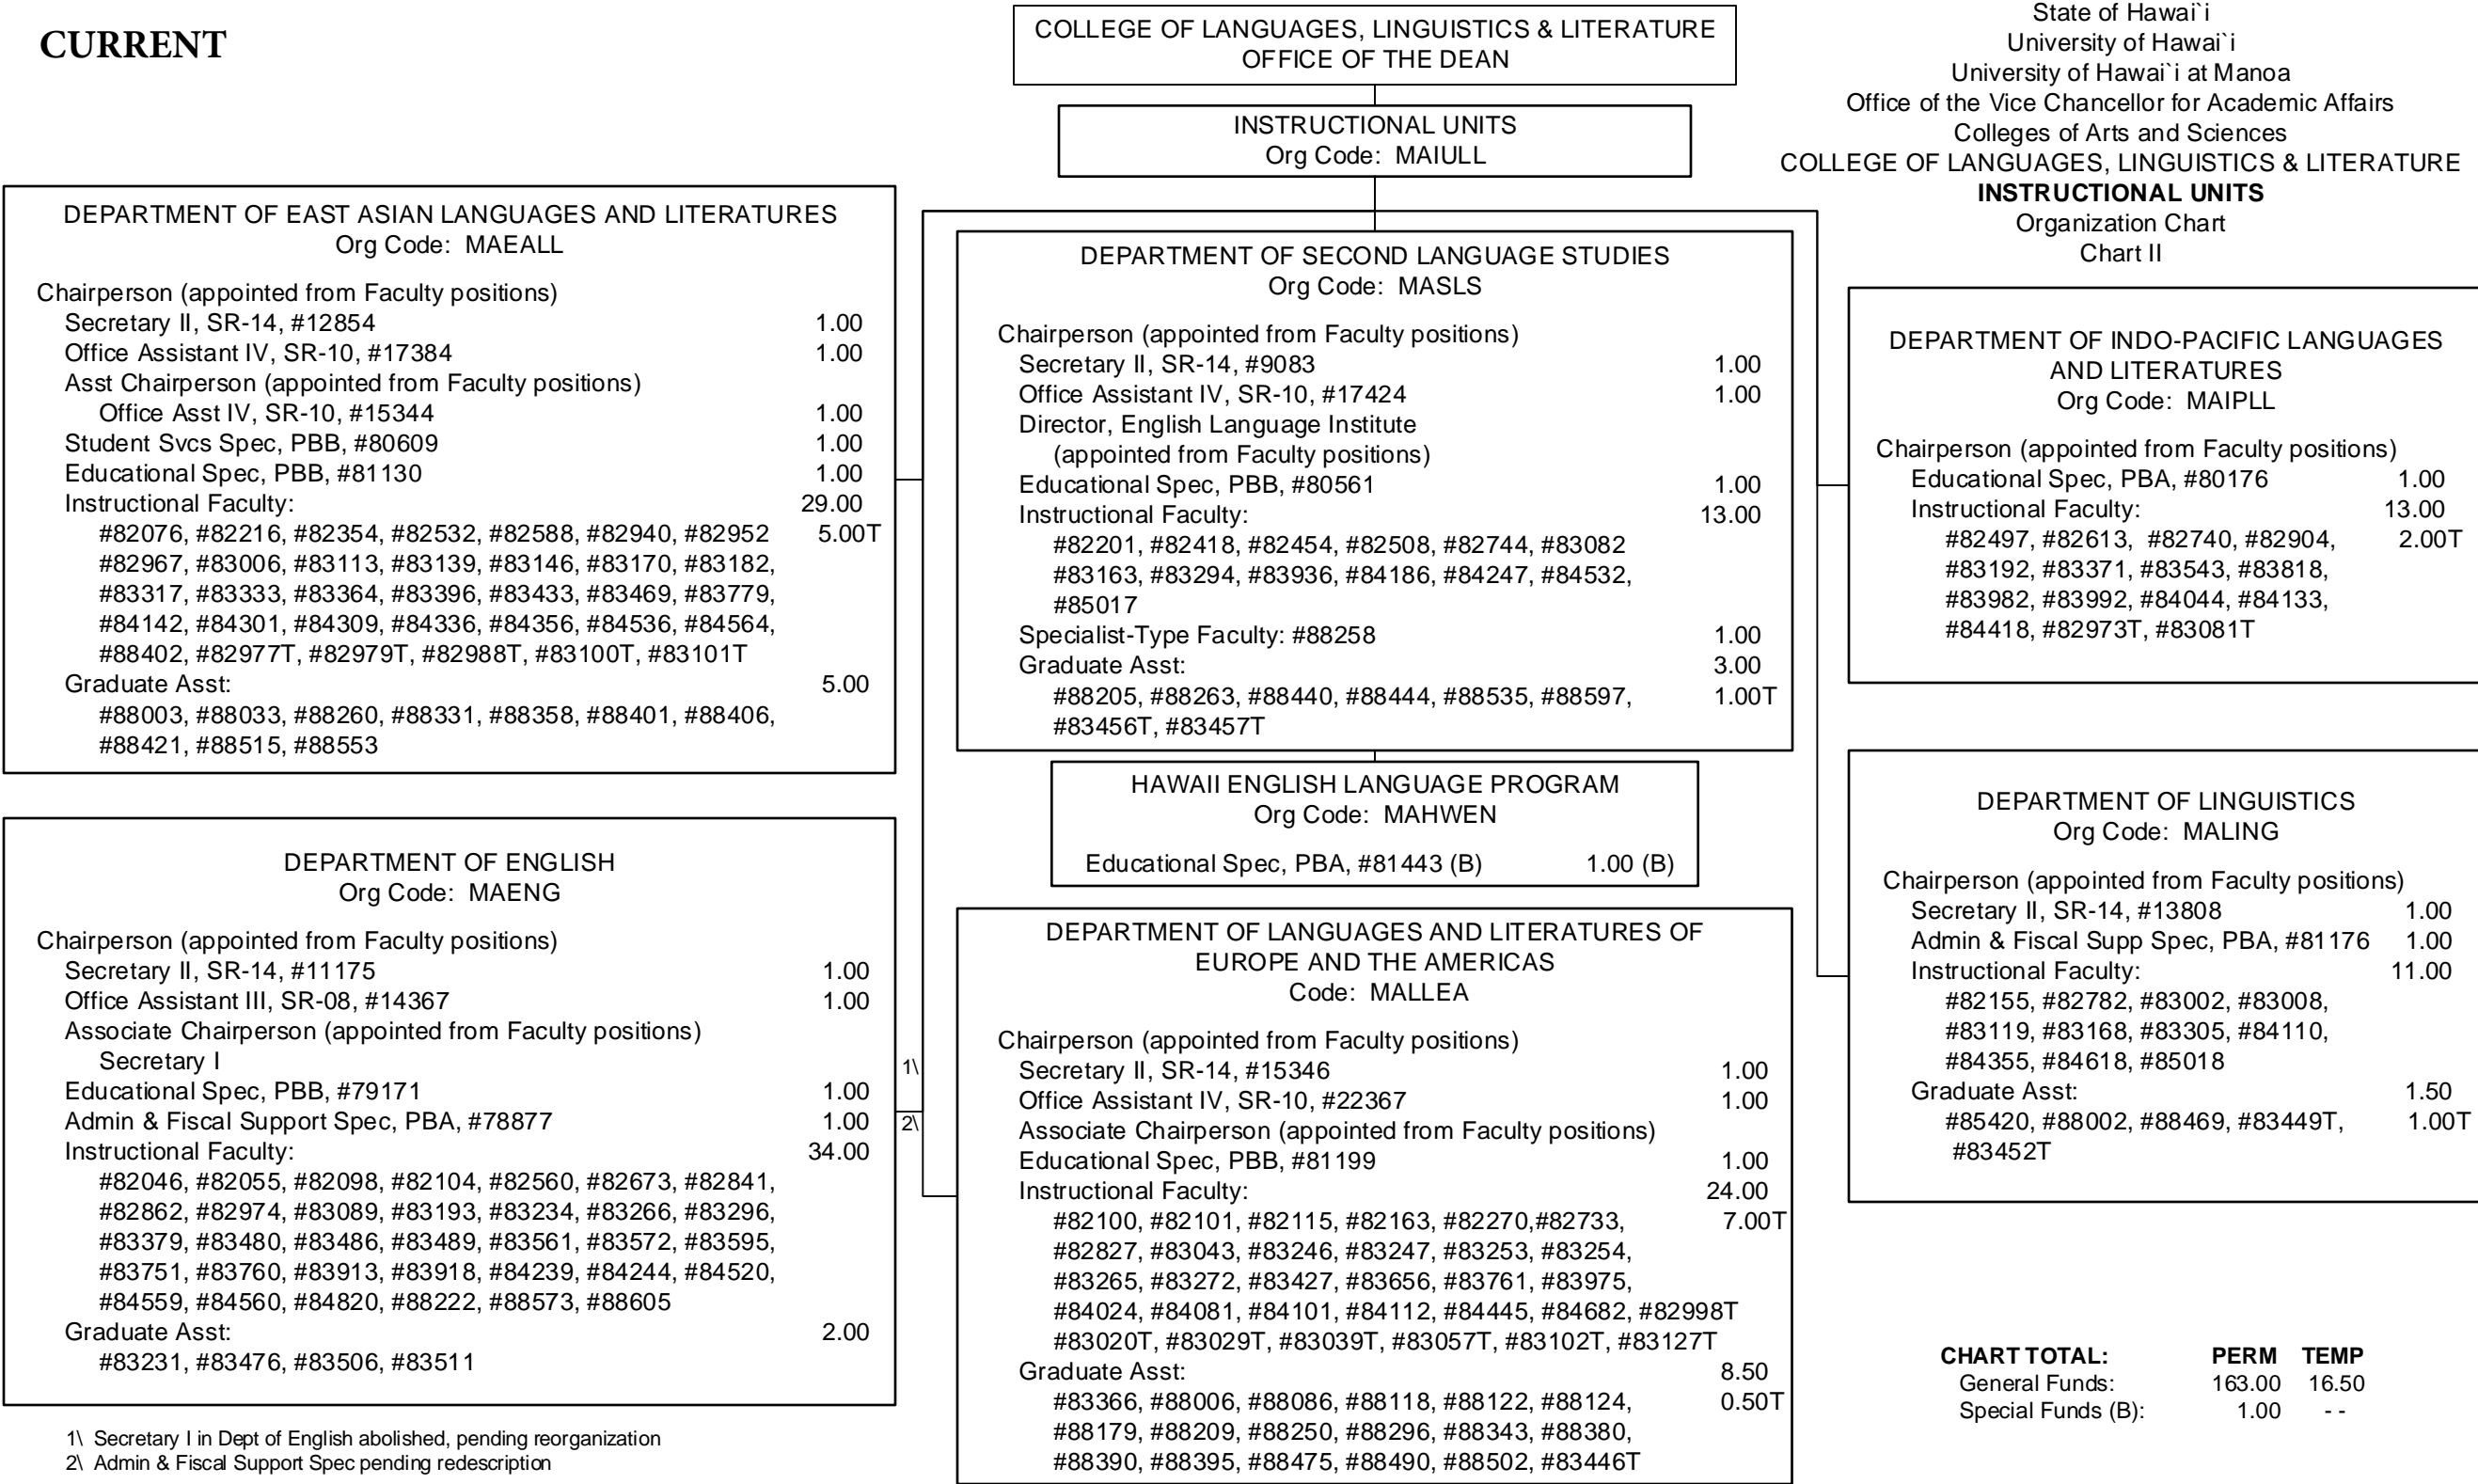 CURRENT
COLLEGE OF LANGUAGES, LINGUISTICS & LITERATURE
OFFICE OF THE DEAN
INSTRUCTIONAL UNITS
Org Code: MAIULL
State of Hawai`i
University of Hawai`i
University of Hawai`i at Manoa
Office of the Vice Chancellor for Academic Affairs
Colleges of Arts and Sciences
COLLEGE OF LANGUAGES, LINGUISTICS & LITERATURE
INSTRUCTIONAL UNITS
Organization Chart
Chart II
DEPARTMENT OF EAST ASIAN LANGUAGES AND LITERATURES
Org Code: MAEALL
Chairperson (appointed from Faculty positions)
Secretary II, SR-14, #12854 1.00
Office Assistant IV, SR-10, #17384 1.00
Asst Chairperson (appointed from Faculty positions)
Office Asst IV, SR-10, #15344 1.00
Student Svcs Spec, PBB, #80609 1.00
Educational Spec, PBB, #81130 1.00
Instructional Faculty: 29.00
#82076, #82216, #82354, #82532, #82588, #82940, #82952 5.00T
#82967, #83006, #83113, #83139, #83146, #83170, #83182,
#83317, #83333, #83364, #83396, #83433, #83469, #83779,
#84142, #84301, #84309, #84336, #84356, #84536, #84564,
#88402, #82977T, #82979T, #82988T, #83100T, #83101T
Graduate Asst: 5.00
#88003, #88033, #88260, #88331, #88358, #88401, #88406,
#88421, #88515, #88553
DEPARTMENT OF SECOND LANGUAGE STUDIES
Org Code: MASLS
Chairperson (appointed from Faculty positions)
Secretary II, SR-14, #9083 1.00
Office Assistant IV, SR-10, #17424 1.00
Director, English Language Institute
(appointed from Faculty positions)
Educational Spec, PBB, #80561 1.00
Instructional Faculty: 13.00
#82201, #82418, #82454, #82508, #82744, #83082
#83163, #83294, #83936, #84186, #84247, #84532,
#85017
Specialist-Type Faculty: #88258 1.00
Graduate Asst: 3.00
#88205, #88263, #88440, #88444, #88535, #88597, 1.00T
#83456T, #83457T
DEPARTMENT OF INDO-PACIFIC LANGUAGES
AND LITERATURES
Org Code: MAIPLL
Chairperson (appointed from Faculty positions)
Educational Spec, PBA, #80176 1.00
Instructional Faculty: 13.00
#82497, #82613, #82740, #82904, 2.00T
#83192, #83371, #83543, #83818,
#83982, #83992, #84044, #84133,
#84418, #82973T, #83081T
HAWAII ENGLISH LANGUAGE PROGRAM
Org Code: MAHWEN
Educational Spec, PBA, #81443 (B) 1.00 (B)
DEPARTMENT OF ENGLISH
Org Code: MAENG
Chairperson (appointed from Faculty positions)
Secretary II, SR-14, #11175 1.00
Office Assistant III, SR-08, #14367 1.00
Associate Chairperson (appointed from Faculty positions)
Secretary I 1\
Educational Spec, PBB, #79171 1.00
Admin & Fiscal Support Spec, PBA, #78877 1.00 2\
Instructional Faculty: 34.00
#82046, #82055, #82098, #82104, #82560, #82673, #82841,
#82862, #82974, #83089, #83193, #83234, #83266, #83296,
#83379, #83480, #83486, #83489, #83561, #83572, #83595,
#83751, #83760, #83913, #83918, #84239, #84244, #84520,
#84559, #84560, #84820, #88222, #88573, #88605
Graduate Asst: 2.00
#83231, #83476, #83506, #83511
DEPARTMENT OF LANGUAGES AND LITERATURES OF
EUROPE AND THE AMERICAS
Code: MALLEA
Chairperson (appointed from Faculty positions)
Secretary II, SR-14, #15346 1.00
Office Assistant IV, SR-10, #22367 1.00
Associate Chairperson (appointed from Faculty positions)
Educational Spec, PBB, #81199 1.00
Instructional Faculty: 24.00
#82100, #82101, #82115, #82163, #82270,#82733, 7.00T
#82827, #83043, #83246, #83247, #83253, #83254,
#83265, #83272, #83427, #83656, #83761, #83975,
#84024, #84081, #84101, #84112, #84445, #84682, #82998T
#83020T, #83029T, #83039T, #83057T, #83102T, #83127T
Graduate Asst: 8.50
#83366, #88006, #88086, #88118, #88122, #88124, 0.50T
#88179, #88209, #88250, #88296, #88343, #88380,
#88390, #88395, #88475, #88490, #88502, #83446T
DEPARTMENT OF LINGUISTICS
Org Code: MALING
Chairperson (appointed from Faculty positions)
Secretary II, SR-14, #13808 1.00
Admin & Fiscal Supp Spec, PBA, #81176 1.00
Instructional Faculty: 11.00
#82155, #82782, #83002, #83008,
#83119, #83168, #83305, #84110,
#84355, #84618, #85018
Graduate Asst: 1.50
#85420, #88002, #88469, #83449T, 1.00T
#83452T
CHART TOTAL: PERM TEMP
General Funds: 163.00 16.50
Special Funds (B): 1.00 - -
1\ Secretary I in Dept of English abolished, pending reorganization
2\ Admin & Fiscal Support Spec pending redescription